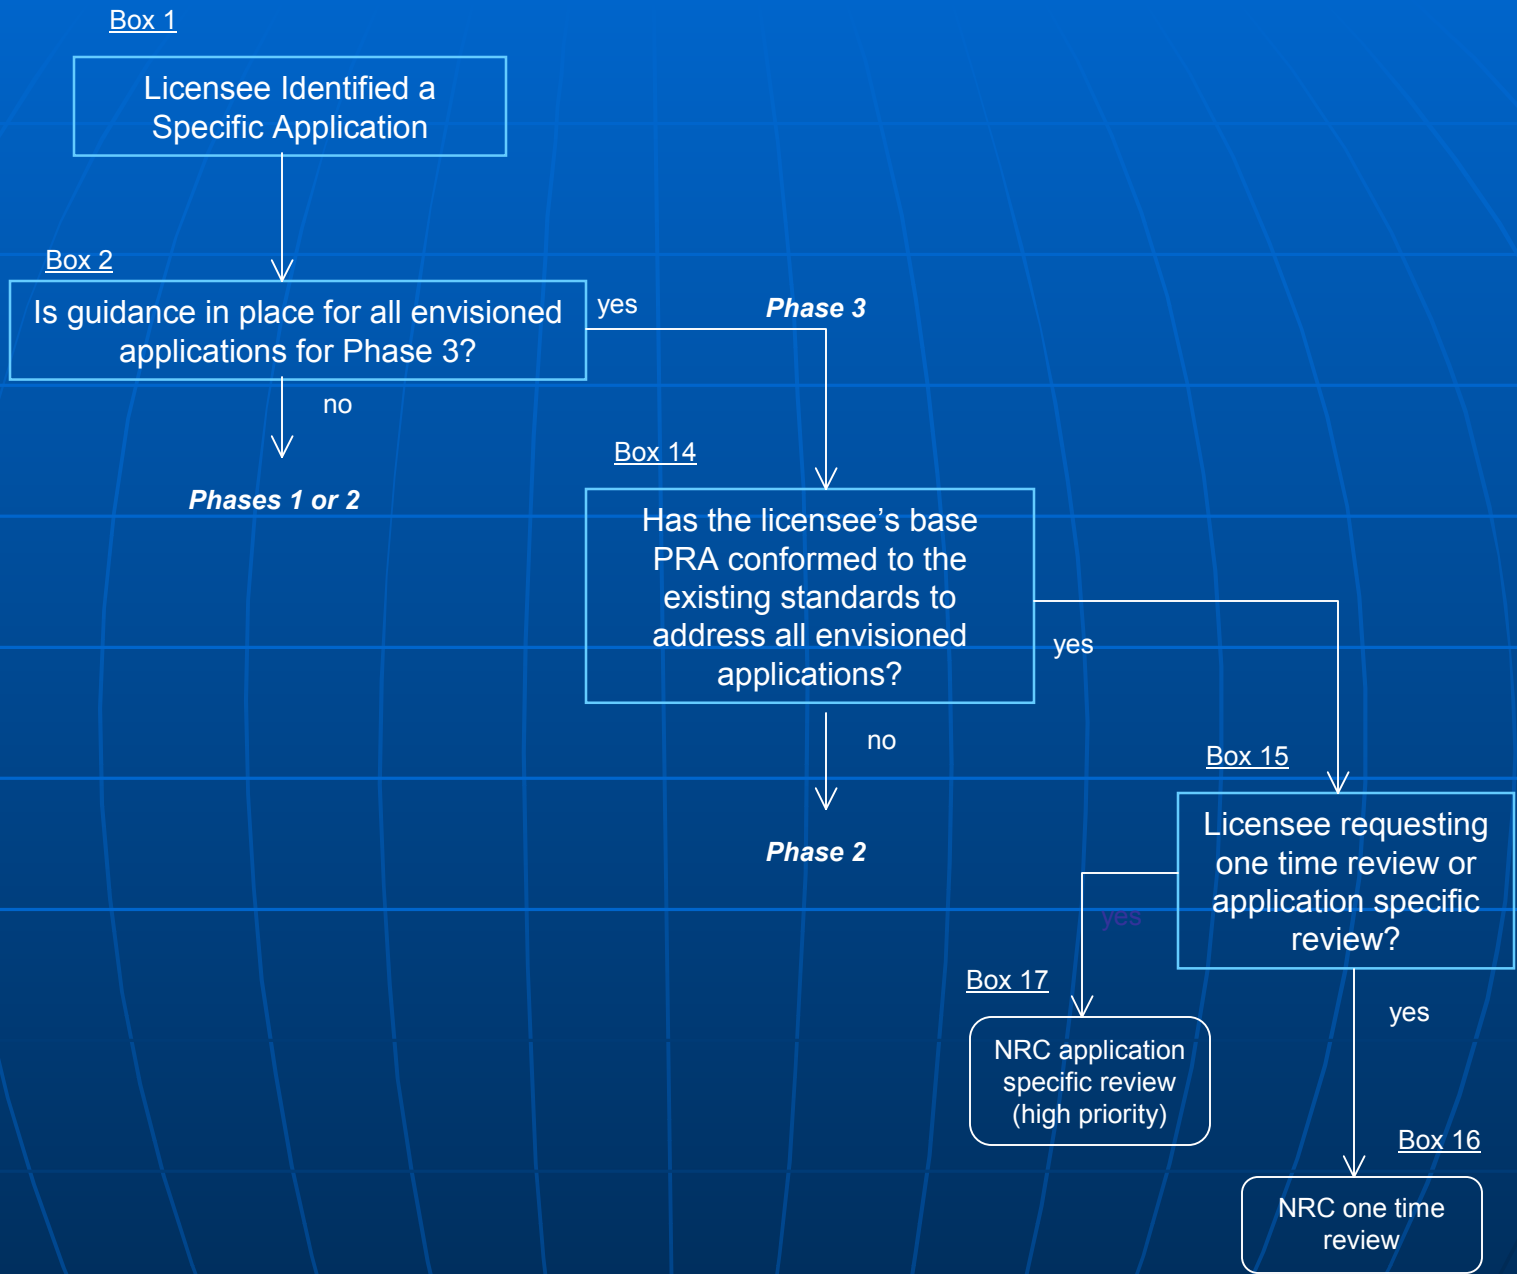 Box 1
Licensee Identified a
Specific Application
Box 2
Is guidance in place for all envisioned
applications for Phase 3?
yes
Phase 3
no
Phases 1 or 2
Box 14
Has the licensee’s base
PRA conformed to the
existing standards to
address all envisioned
applications?
yes
no
Phase 2
Box 15
Licensee requesting
one time review or
application specific
review?
yes
Box 17
NRC application
specific review
(high priority)
yes
Box 16
NRC one time
review